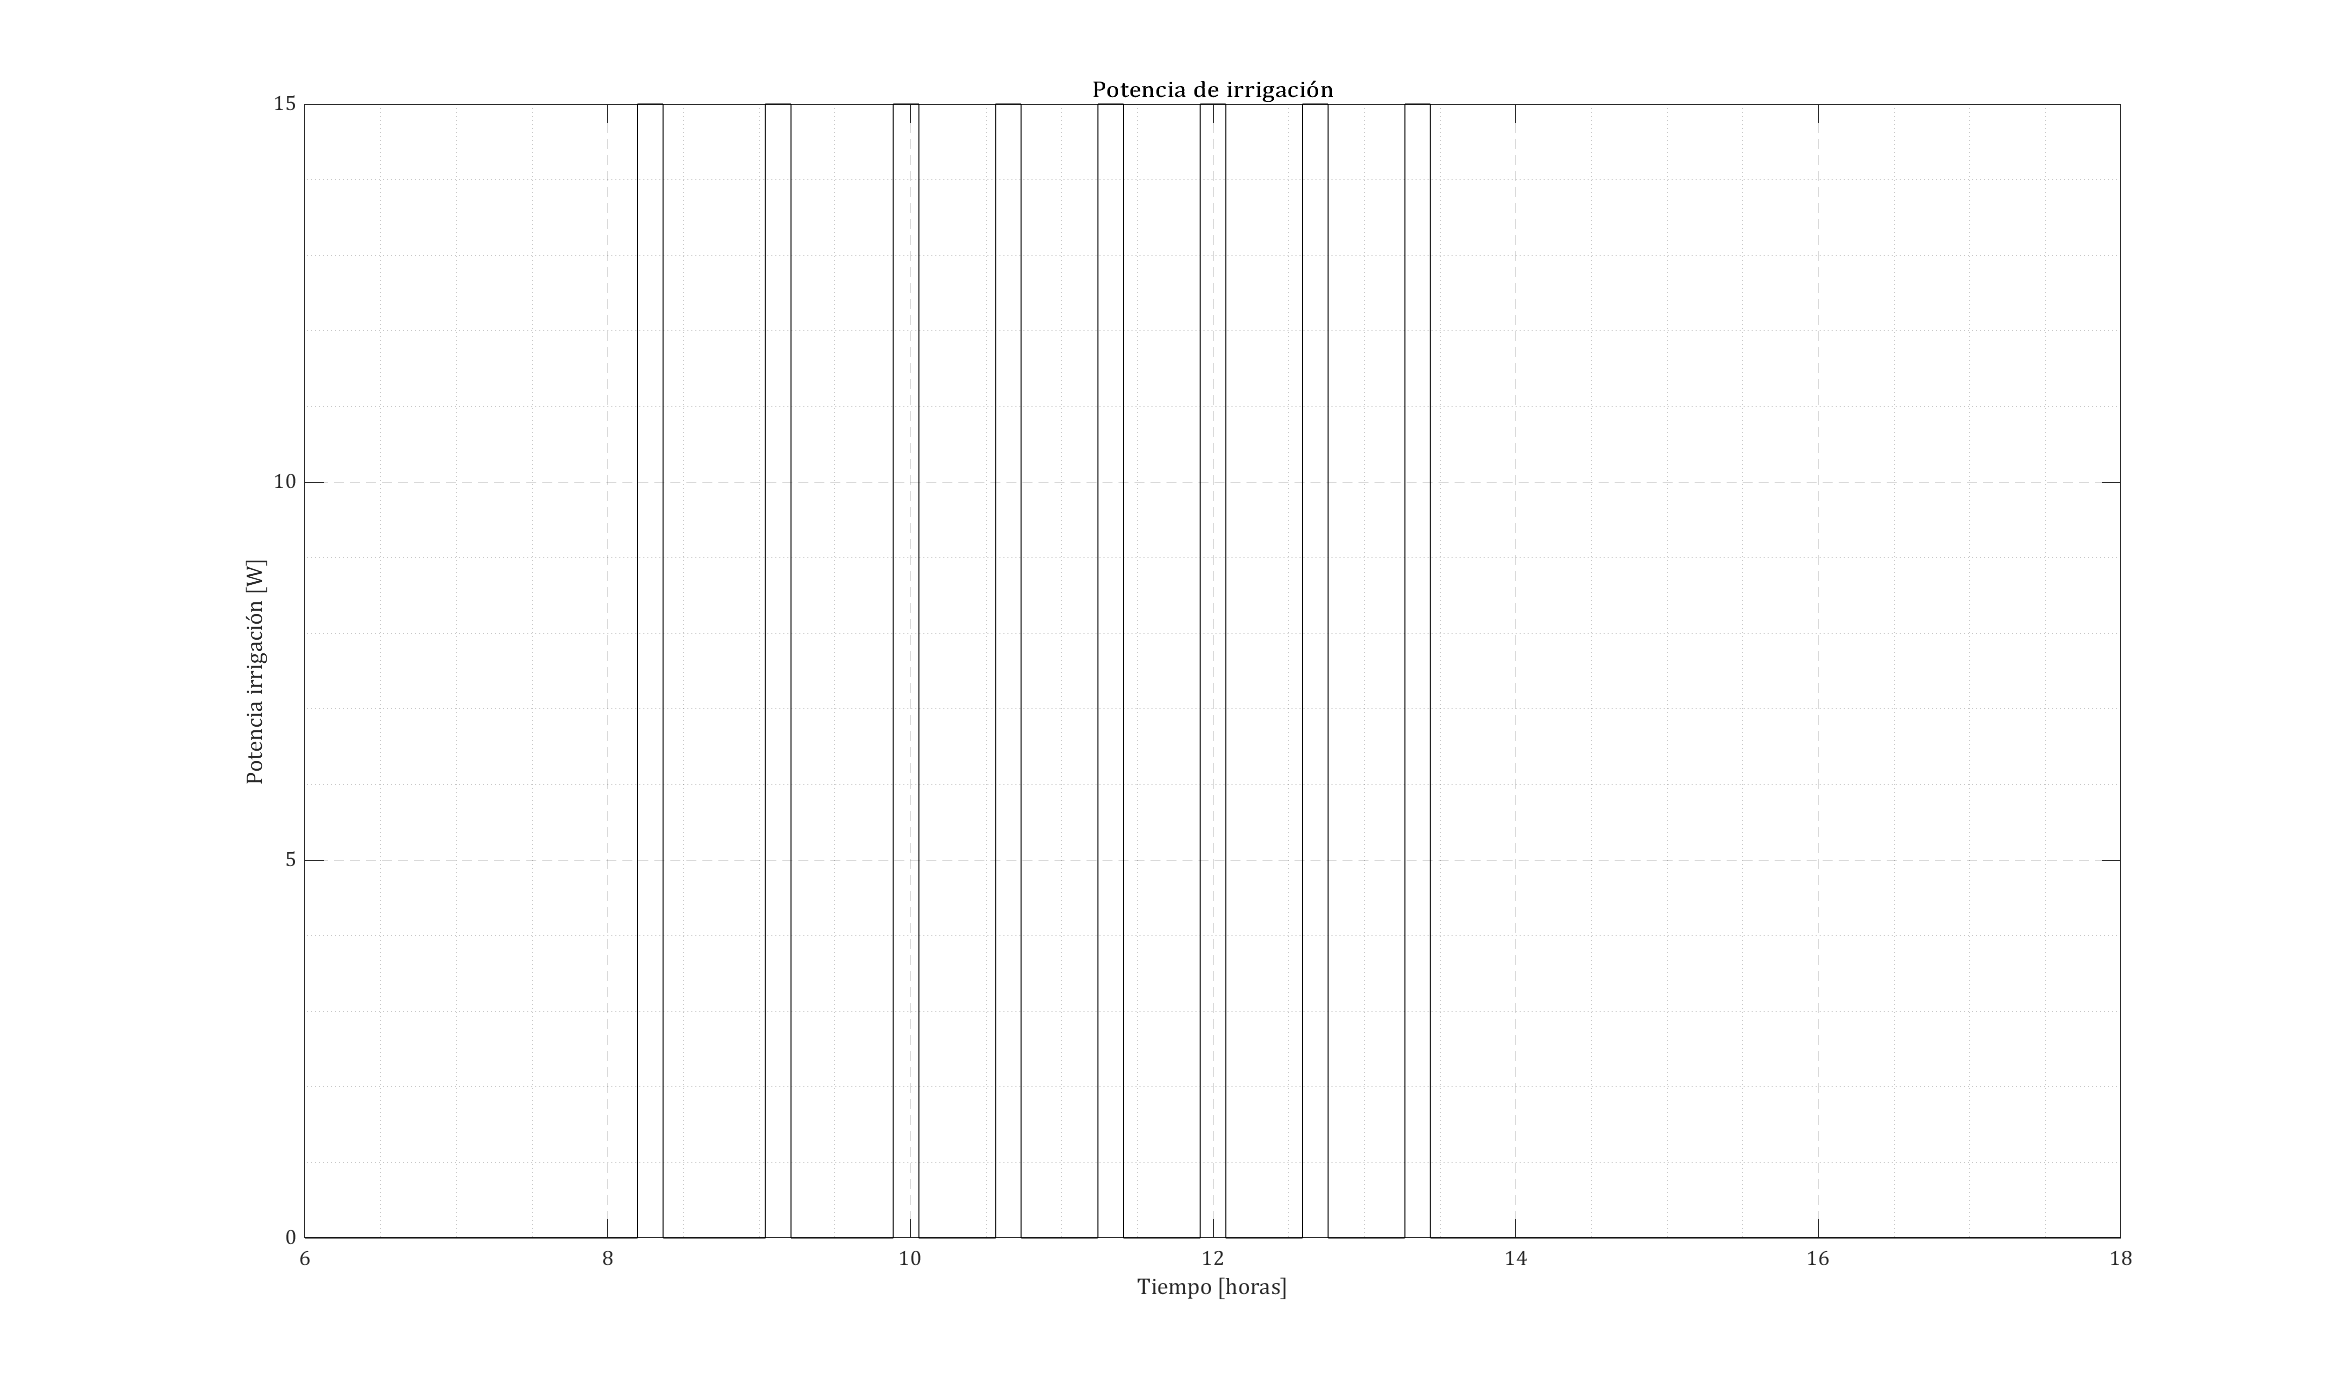 Potencia de irrigación
15
10
5
0
Potencia irrigación [W]
6 8 10 12 14 16 18
Tiempo [horas]